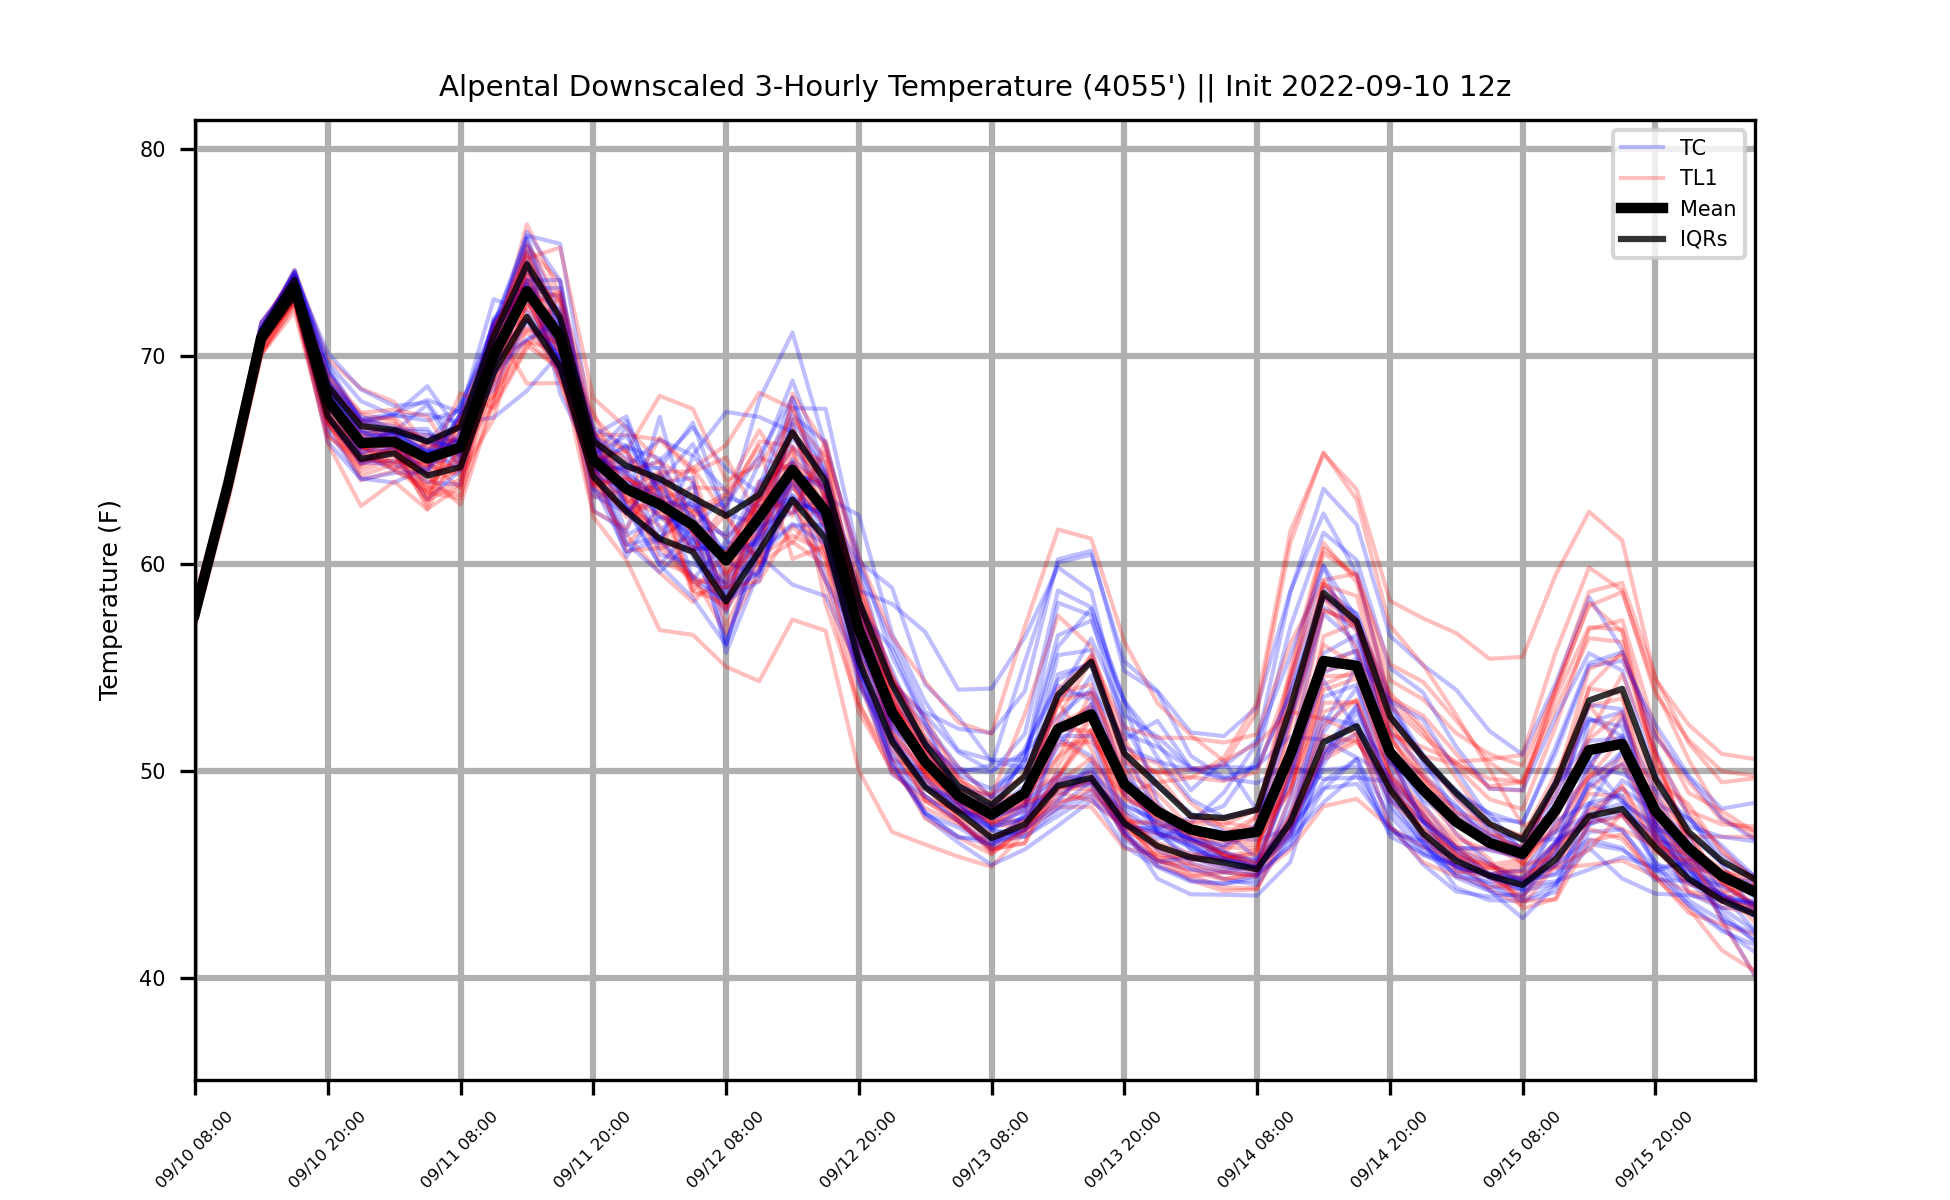 Alpental Downscaled 3-Hourly Temperature (4055') || Init 2022-09-10 12z
TC
TL1
Mean
IQRs
Temperature (F)
80
70
60
50
40
09/10 08:00
09/10 20:00
09/11 08:00
09/11 20:00
09/12 08:00
09/12 20:00
09/13 08:00
09/13 20:00
09/14 08:00
09/14 20:00
09/15 08:00
09/15 20:00